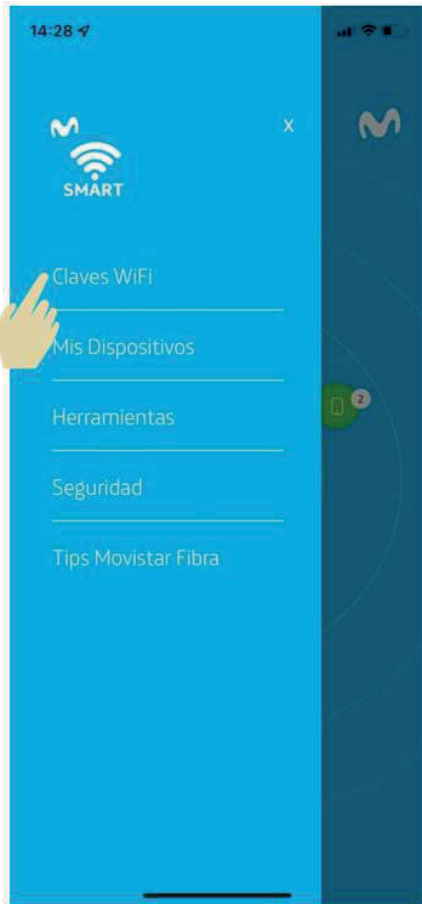 14:28
X
SMART
Claves WiFi
Mis Dispositivos
Herramientas
Seguridad
Tips Movistar Fibra
2